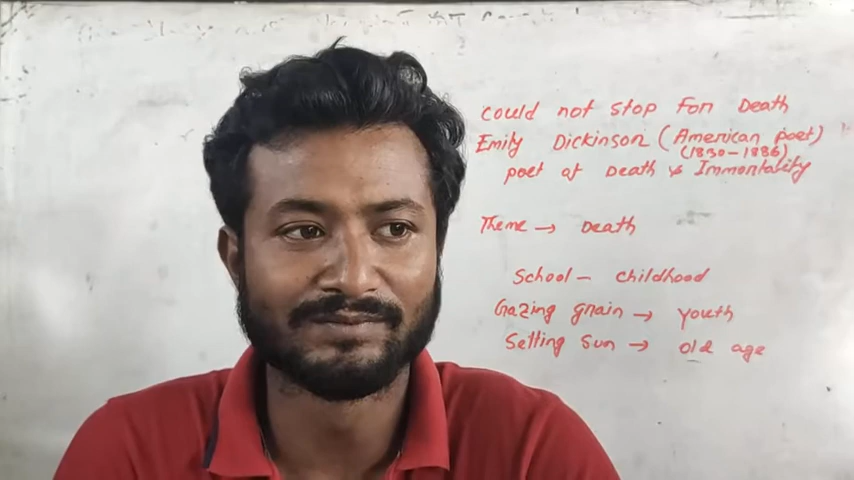 could not stop for Death
Emily Dickinson (American poet)
(1830-1886)
poet of Death & Immortality
Theme → Death
School - childhood
Gazing grain → youth
Setting Sun → old age